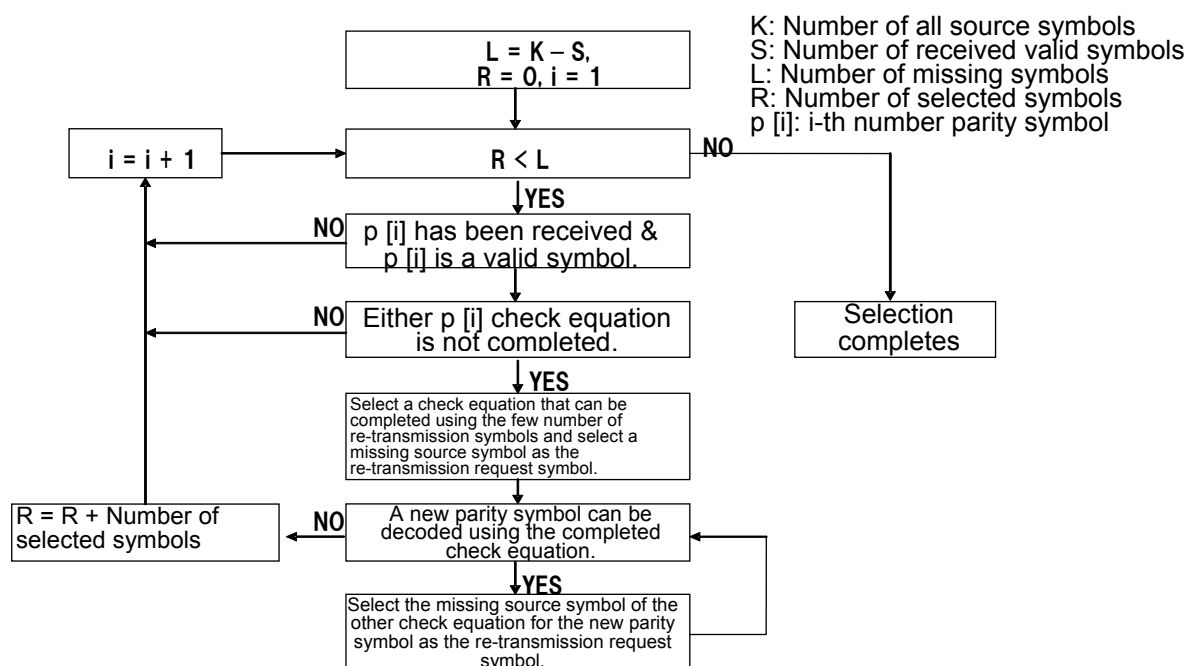 L = K – S,
R = 0, i = 1
K: Number of all source symbols
S: Number of received valid symbols
L: Number of missing symbols
R: Number of selected symbols
p [i]: i-th number parity symbol
i = i + 1
R < L
NO
YES
NO
p [i] has been received &
p [i] is a valid symbol.
NO
Either p [i] check equation
is not completed.
Selection
completes
YES
Select a check equation that can be
completed using the few number of
re-transmission symbols and select a
missing source symbol as the
re-transmission request symbol.
R = R + Number of
selected symbols
NO
A new parity symbol can be
decoded using the completed
check equation.
YES
Select the missing source symbol of the
other check equation for the new parity
symbol as the re-transmission request
symbol.